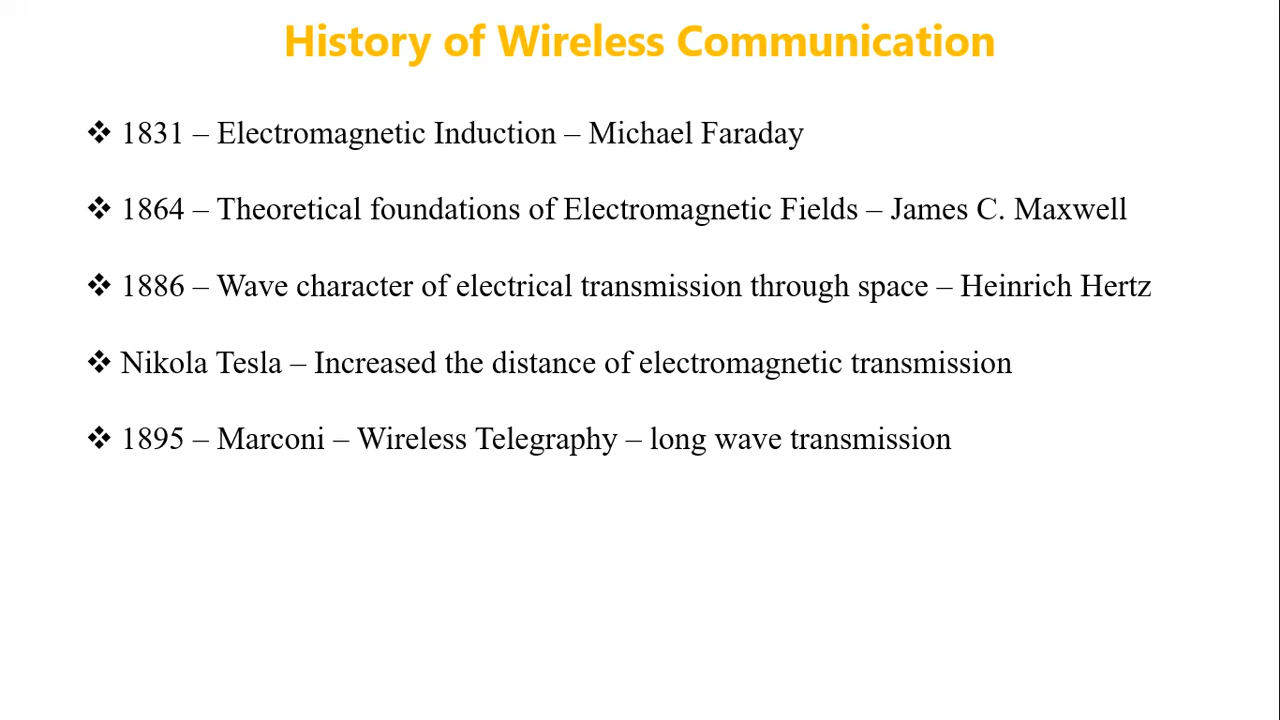 History of Wireless Communication
❖ 1831 – Electromagnetic Induction – Michael Faraday
❖ 1864 – Theoretical foundations of Electromagnetic Fields – James C. Maxwell
❖ 1886 – Wave character of electrical transmission through space – Heinrich Hertz
❖ Nikola Tesla – Increased the distance of electromagnetic transmission
❖ 1895 – Marconi – Wireless Telegraphy – long wave transmission